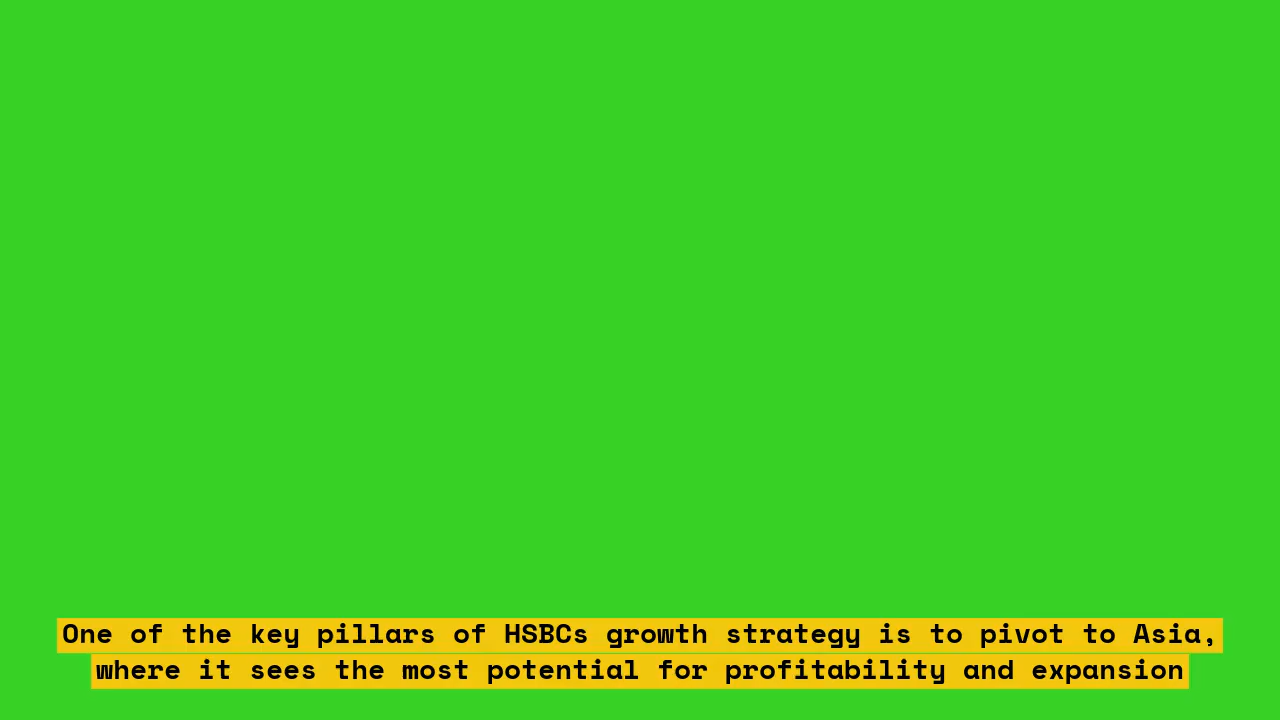 One of the key pillars of HSBCs growth strategy is to pivot to Asia,
where it sees the most potential for profitability and expansion